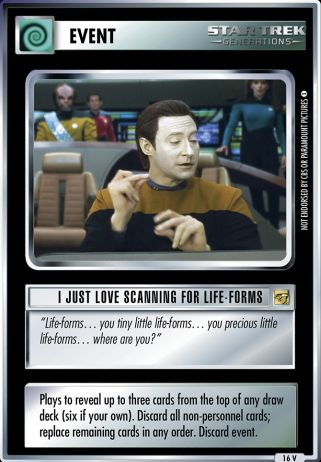 EVENT
STAR TREK
GENERATIONS
NOT ENDORSED BY CBS OR PARAMOUNT PICTURES
I JUST LOVE SCANNING FOR LIFE-FORMS
“Life-forms… you tiny little life-forms… you precious little
life-forms… where are you?”
Plays to reveal up to three cards from the top of any draw
deck (six if your own). Discard all non-personnel cards;
replace remaining cards in any order. Discard event.
16 V